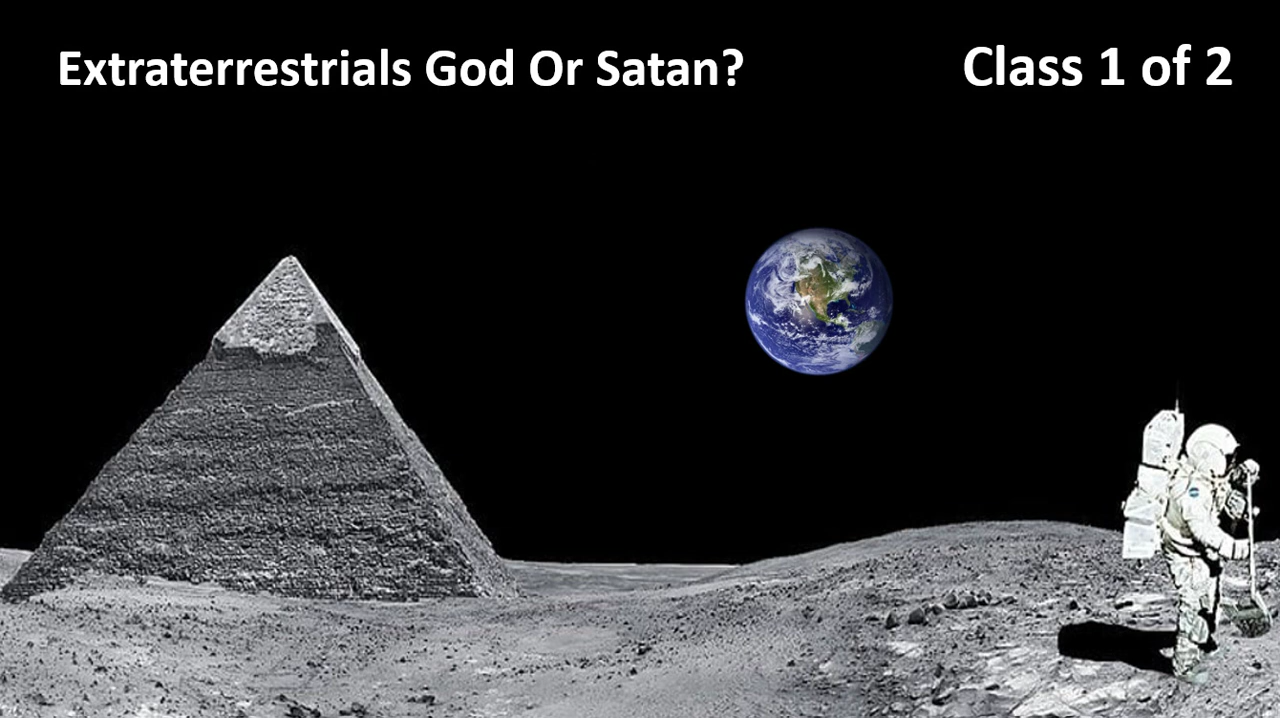 Extraterrestrials God Or Satan?
Class 1 of 2